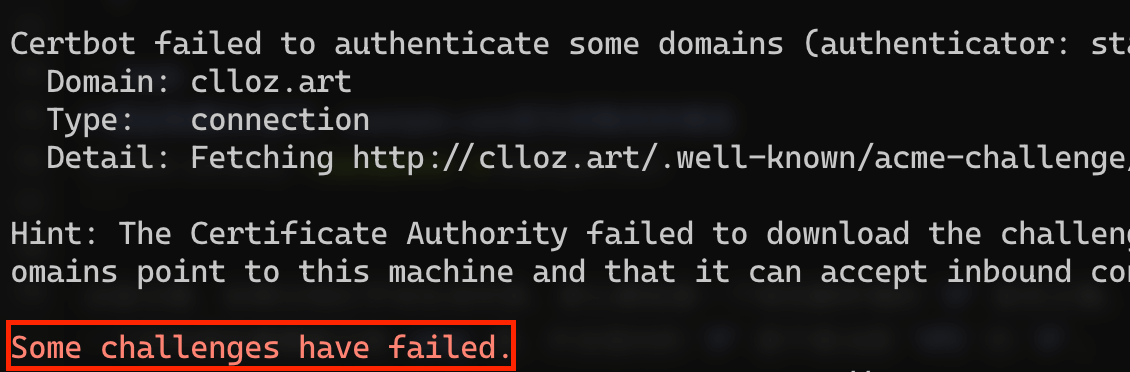 Certbot failed to authenticate some domains (authenticator: sta
Domain: clloz.art
Type: connection
Detail: Fetching http://clloz.art/.well-known/acme-challenge/
Hint: The Certificate Authority failed to download the challeng
omains point to this machine and that it can accept inbound con
Some challenges have failed.